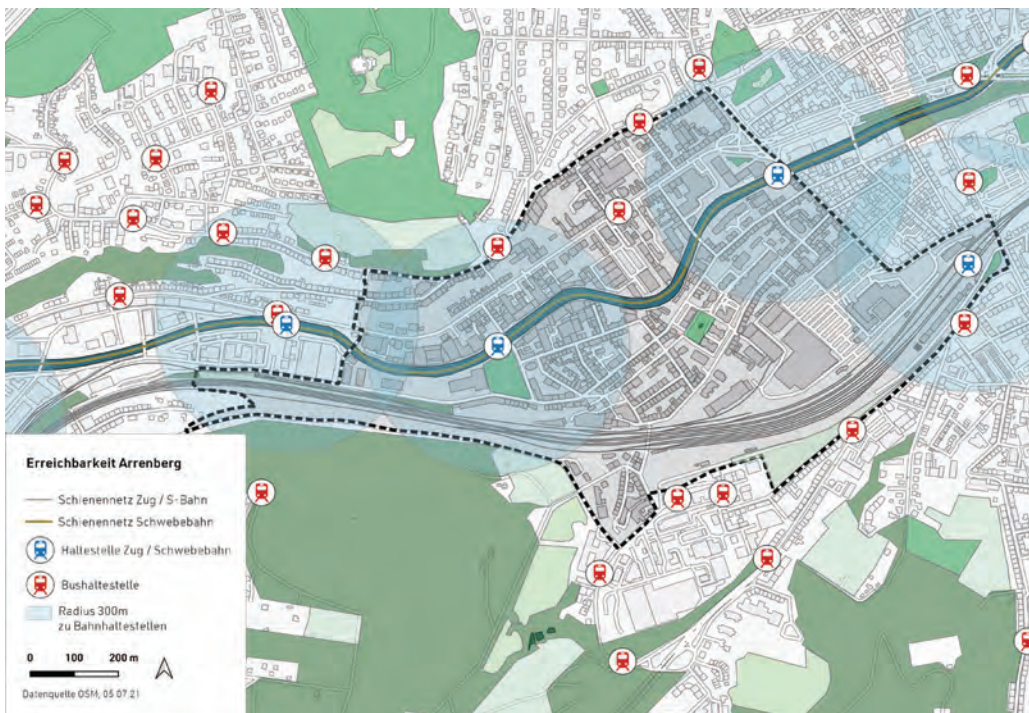 Erreichbarkeit Arrenberg
Schienennetz Zug / S-Bahn
Schienennetz Schwebebahn
Haltestelle Zug / Schwebebahn
Bushaltestelle
Radius 300m
zu Bahnhaltestellen
0 100 200 m
Datenquelle OSM, 05.07.21